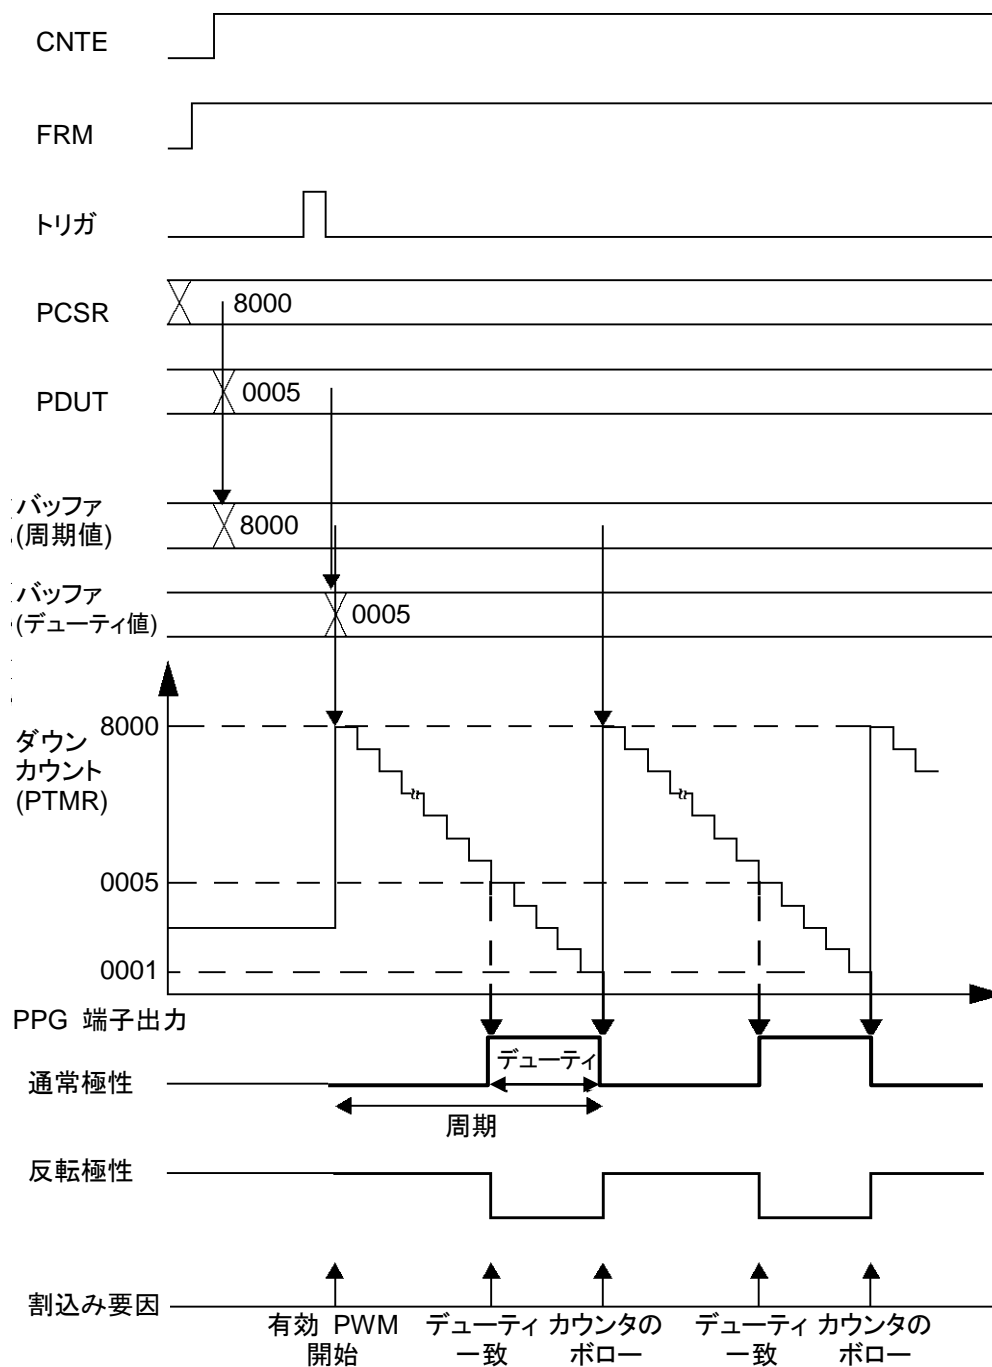 CNTE
FRM
トリガ
PCSR
8000
PDUT
0005
バッファ
(周期値)
8000
バッファ
(デューティ値)
0005
8000
ダウン
カウント
(PTMR)
0005
0001
PPG 端子出力
通常極性
デューティ
周期
反転極性
割込み要因
有効 PWM
開始
デューティ
一致
カウンタの
ボロー
デューティ
一致
カウンタの
ボロー